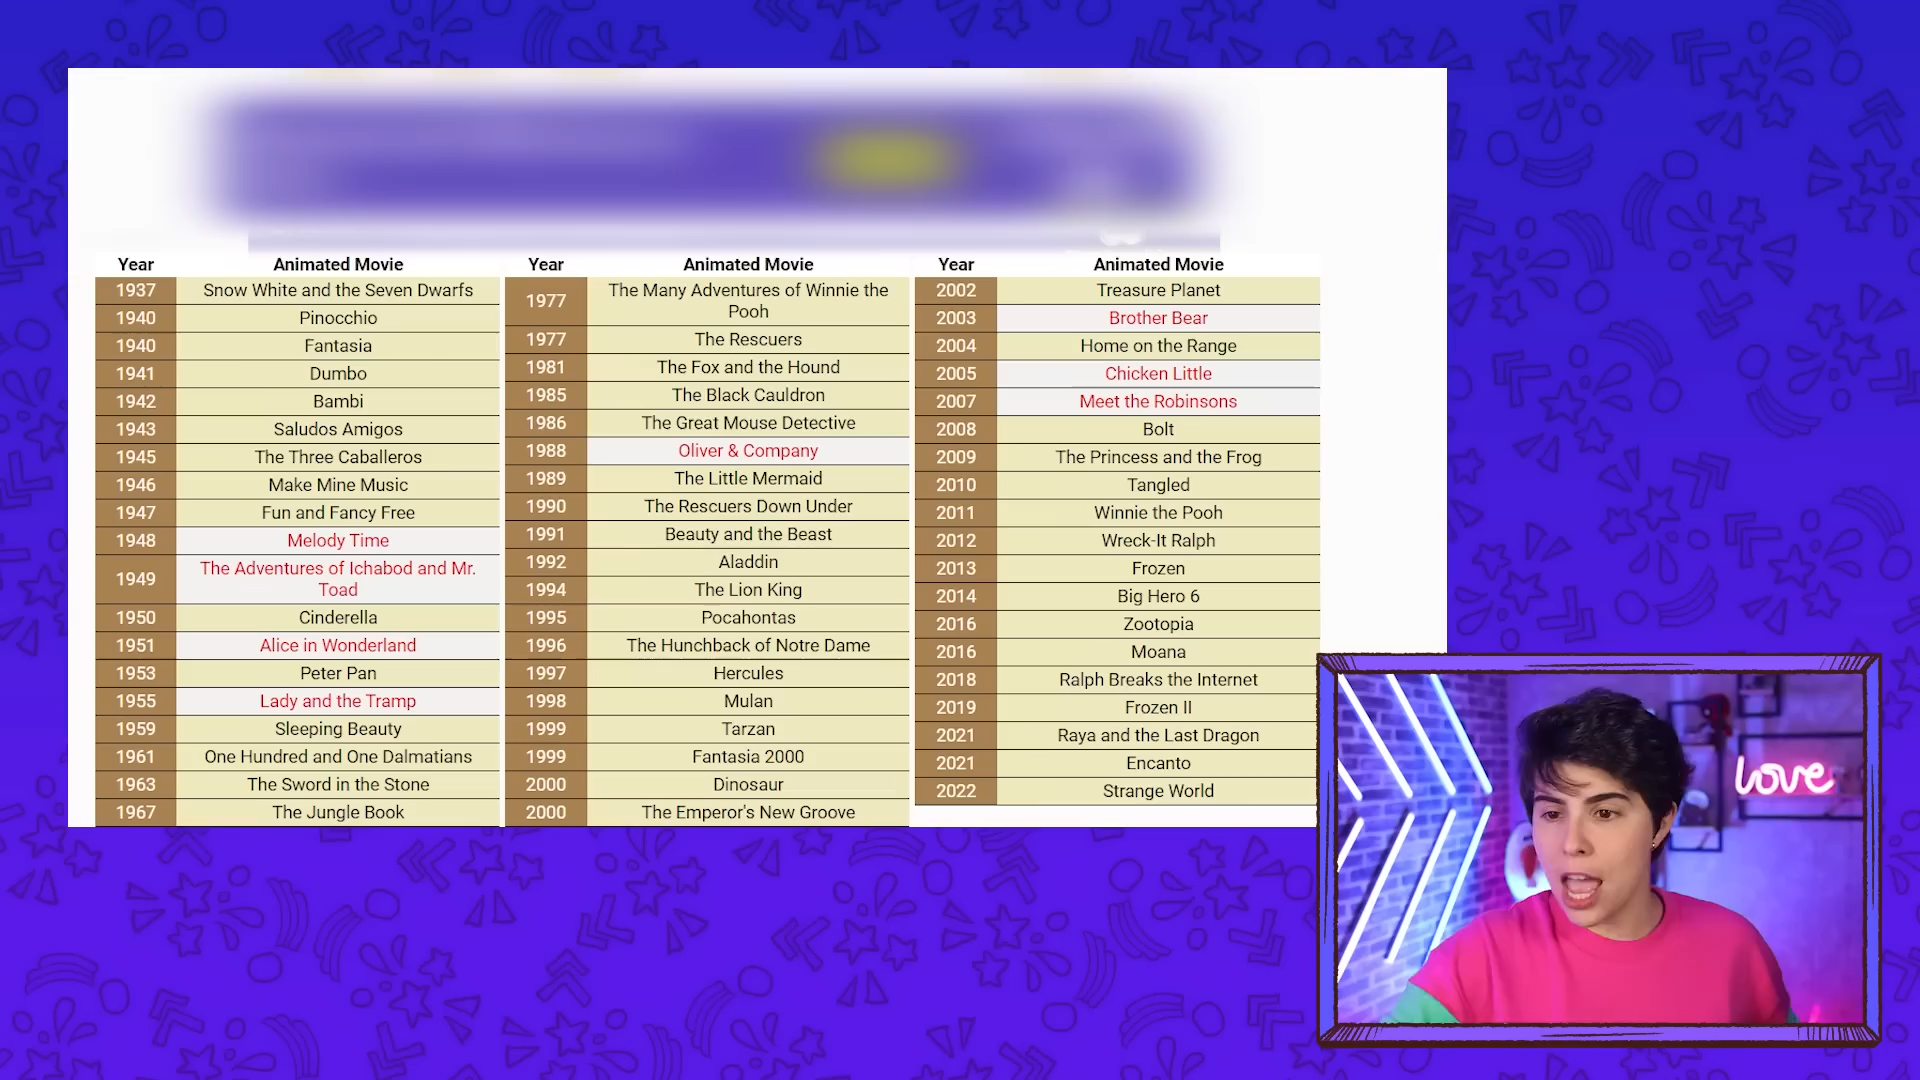 Year Animated Movie
1937 Snow White and the Seven Dwarfs
1940 Pinocchio
1940 Fantasia
1941 Dumbo
1942 Bambi
1943 Saludos Amigos
1945 The Three Caballeros
1946 Make Mine Music
1947 Fun and Fancy Free
1948 Melody Time
1949 The Adventures of Ichabod and Mr.
Toad
1950 Cinderella
1951 Alice in Wonderland
1953 Peter Pan
1955 Lady and the Tramp
1959 Sleeping Beauty
1961 One Hundred and One Dalmatians
1963 The Sword in the Stone
1967 The Jungle Book
Year Animated Movie
1977 The Many Adventures of Winnie the
Pooh
1977 The Rescuers
1981 The Fox and the Hound
1985 The Black Cauldron
1986 The Great Mouse Detective
1988 Oliver & Company
1989 The Little Mermaid
1990 The Rescuers Down Under
1991 Beauty and the Beast
1992 Aladdin
1994 The Lion King
1995 Pocahontas
1996 The Hunchback of Notre Dame
1997 Hercules
1998 Mulan
1999 Tarzan
1999 Fantasia 2000
2000 Dinosaur
2000 The Emperor's New Groove
Year Animated Movie
2002 Treasure Planet
2003 Brother Bear
2004 Home on the Range
2005 Chicken Little
2007 Meet the Robinsons
2008 Bolt
2009 The Princess and the Frog
2010 Tangled
2011 Winnie the Pooh
2012 Wreck-It Ralph
2013 Frozen
2014 Big Hero 6
2016 Zootopia
2016 Moana
2018 Ralph Breaks the Internet
2019 Frozen II
2021 Raya and the Last Dragon
2021 Encanto
2022 Strange World
love